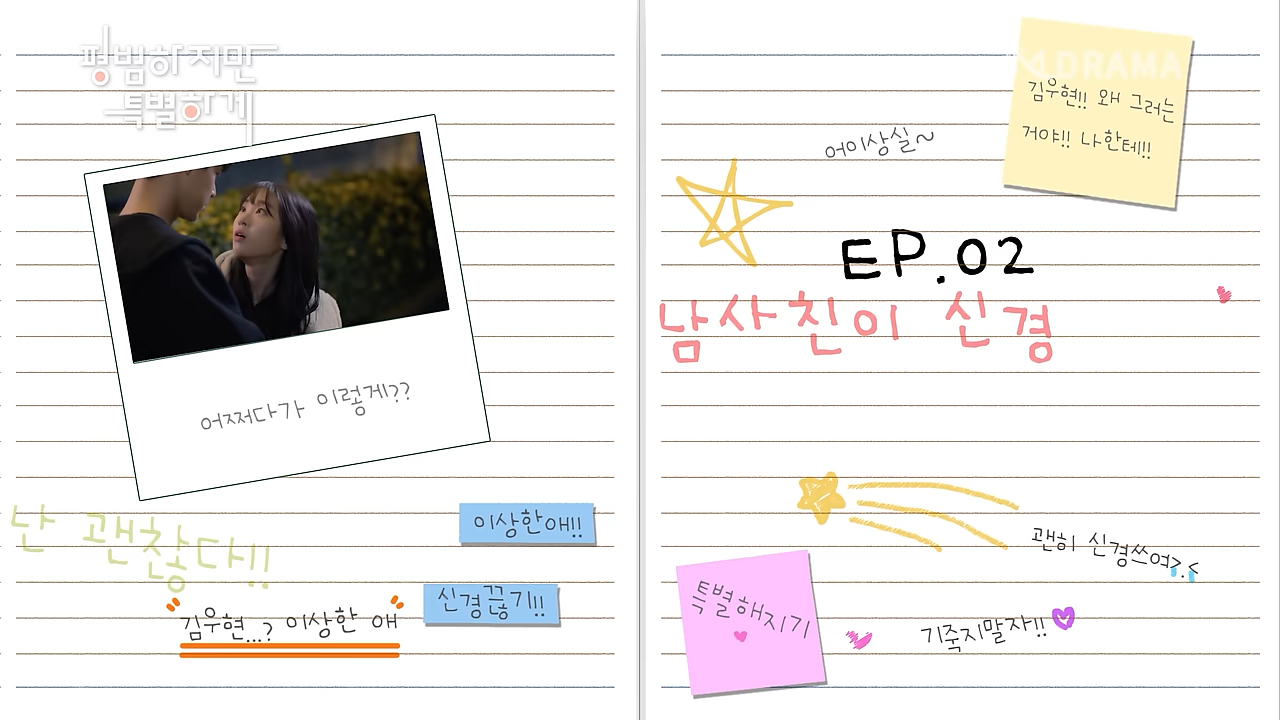 평범하지만
특별하게
어쩌다가 이렇게??
난 괜찮다!!
이상한애!!
신경끊기!!
김우현...? 이상한 애
DRAMA
김우현!! 왜 그러는
거야!! 나한테!!
어이상실~
EP.02
남사친이 신경
괜히 신경쓰여>.<
특별해지기
기죽지말자!!